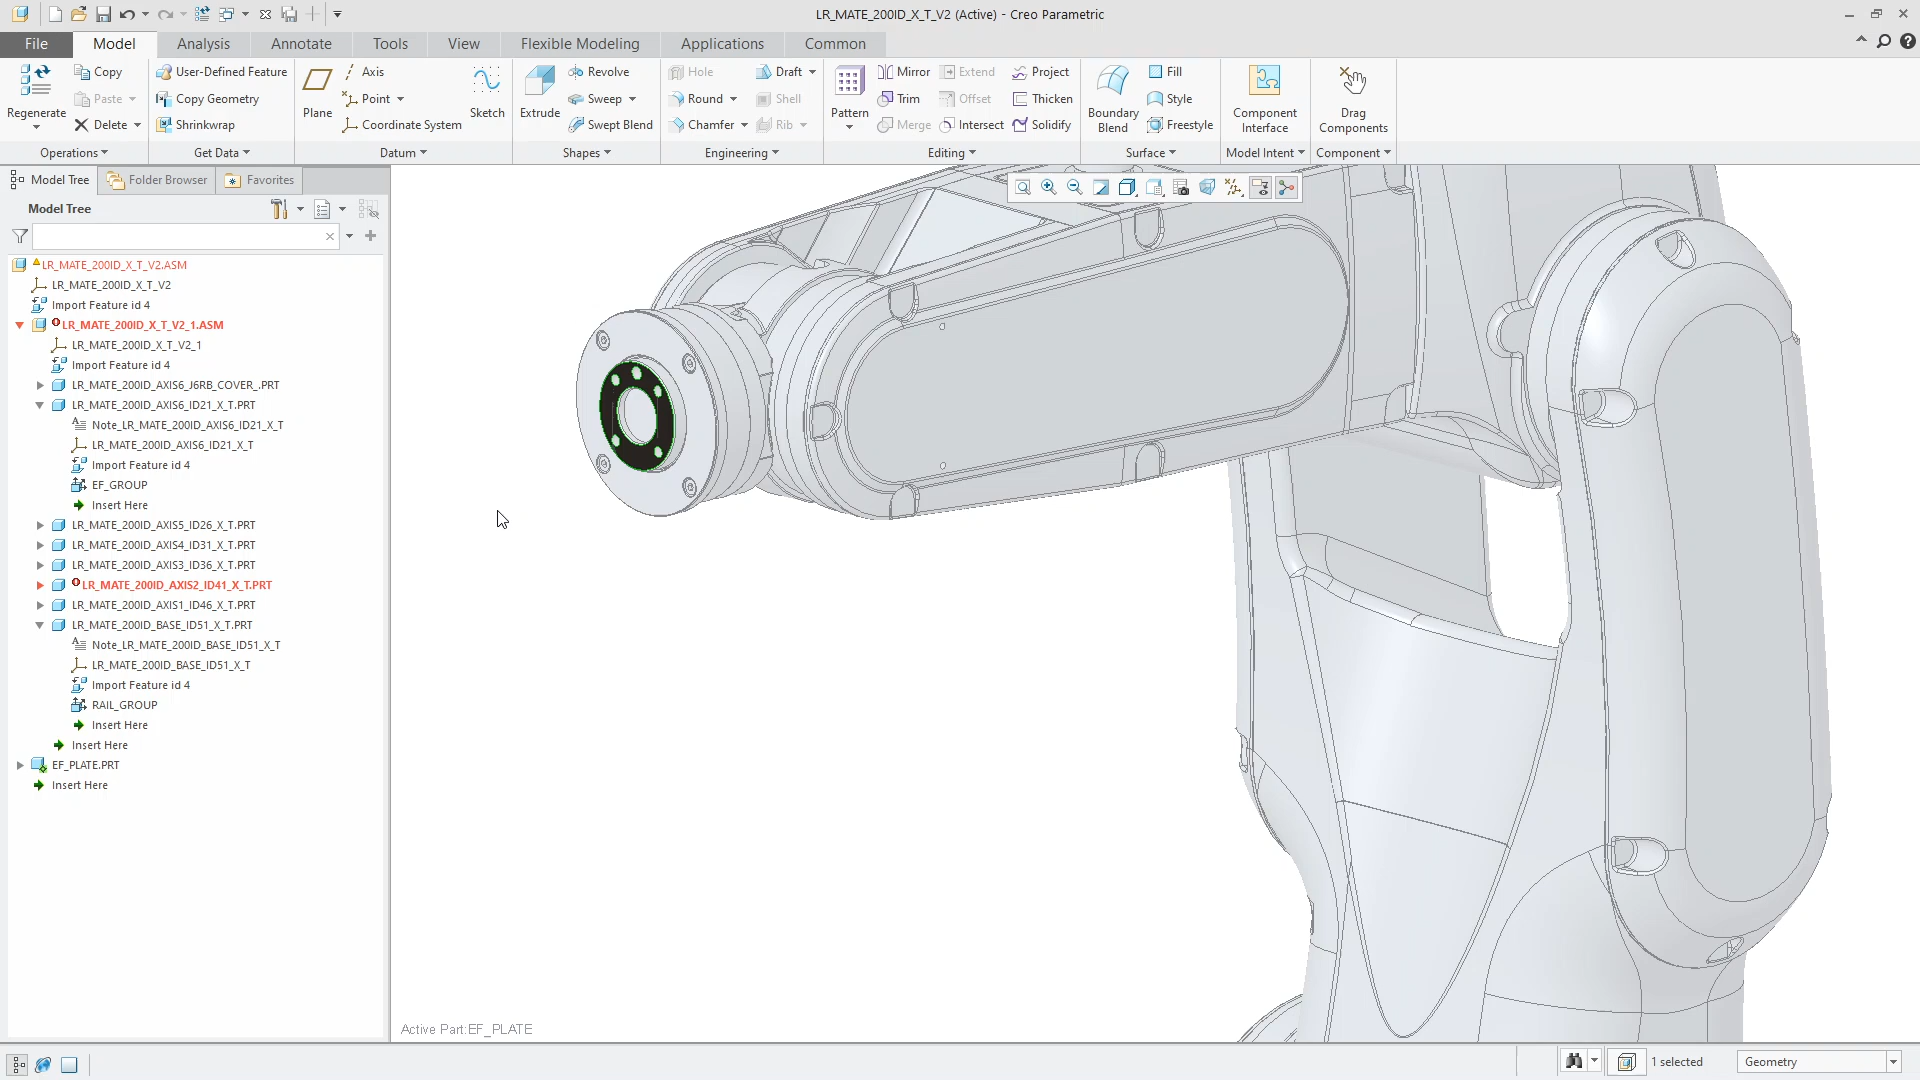 LR_MATE_200ID_X_T_V2 (Active) - Creo Parametric
File Model Analysis Annotate Tools View Flexible Modeling Applications Common
Regenerate
Copy
Paste
Delete
Operations
User-Defined Feature
Copy Geometry
Shrinkwrap
Get Data
Plane
Axis
Point
Coordinate System
Sketch
Datum
Extrude
Revolve
Sweep
Swept Blend
Shapes
Hole
Round
Chamfer
Draft
Shell
Rib
Engineering
Pattern
Mirror
Trim
Merge
Extend
Offset
Intersect
Project
Thicken
Solidify
Editing
Boundary
Blend
Fill
Style
Freestyle
Surface
Component
Interface
Model Intent
Drag
Components
Component
Model Tree Folder Browser Favorites
Model Tree
LR_MATE_200ID_X_T_V2.ASM
LR_MATE_200ID_X_T_V2
Import Feature id 4
LR_MATE_200ID_X_T_V2_1.ASM
LR_MATE_200ID_X_T_V2_1
Import Feature id 4
LR_MATE_200ID_AXIS6_J6RB_COVER_.PRT
LR_MATE_200ID_AXIS6_ID21_X_T.PRT
Note_LR_MATE_200ID_AXIS6_ID21_X_T
LR_MATE_200ID_AXIS6_ID21_X_T
Import Feature id 4
EF_GROUP
Insert Here
LR_MATE_200ID_AXIS5_ID26_X_T.PRT
LR_MATE_200ID_AXIS4_ID31_X_T.PRT
LR_MATE_200ID_AXIS3_ID36_X_T.PRT
LR_MATE_200ID_AXIS2_ID41_X_T.PRT
LR_MATE_200ID_AXIS1_ID46_X_T.PRT
LR_MATE_200ID_BASE_ID51_X_T.PRT
Note_LR_MATE_200ID_BASE_ID51_X_T
LR_MATE_200ID_BASE_ID51_X_T
Import Feature id 4
RAIL_GROUP
Insert Here
Insert Here
EF_PLATE.PRT
Insert Here
Active Part:EF_PLATE
1 selected
Geometry